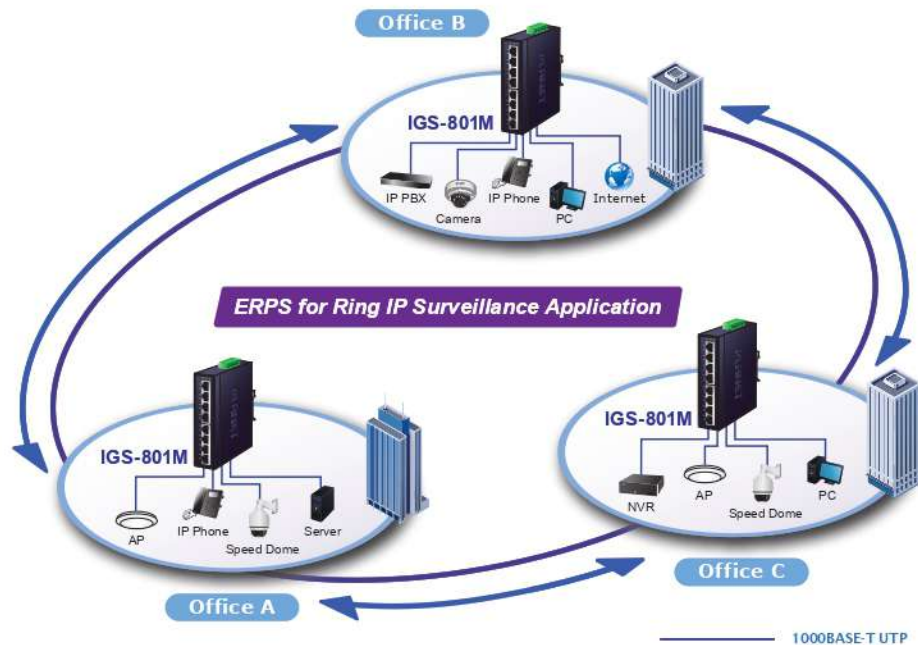 Office B
IGS-801M
IP PBX
Camera
IP Phone
PC
Internet
ERPS for Ring IP Surveillance Application
IGS-801M
AP
IP Phone
Speed Dome
Server
Office A
IGS-801M
NVR
AP
Speed Dome
PC
Office C
1000BASE-T UTP